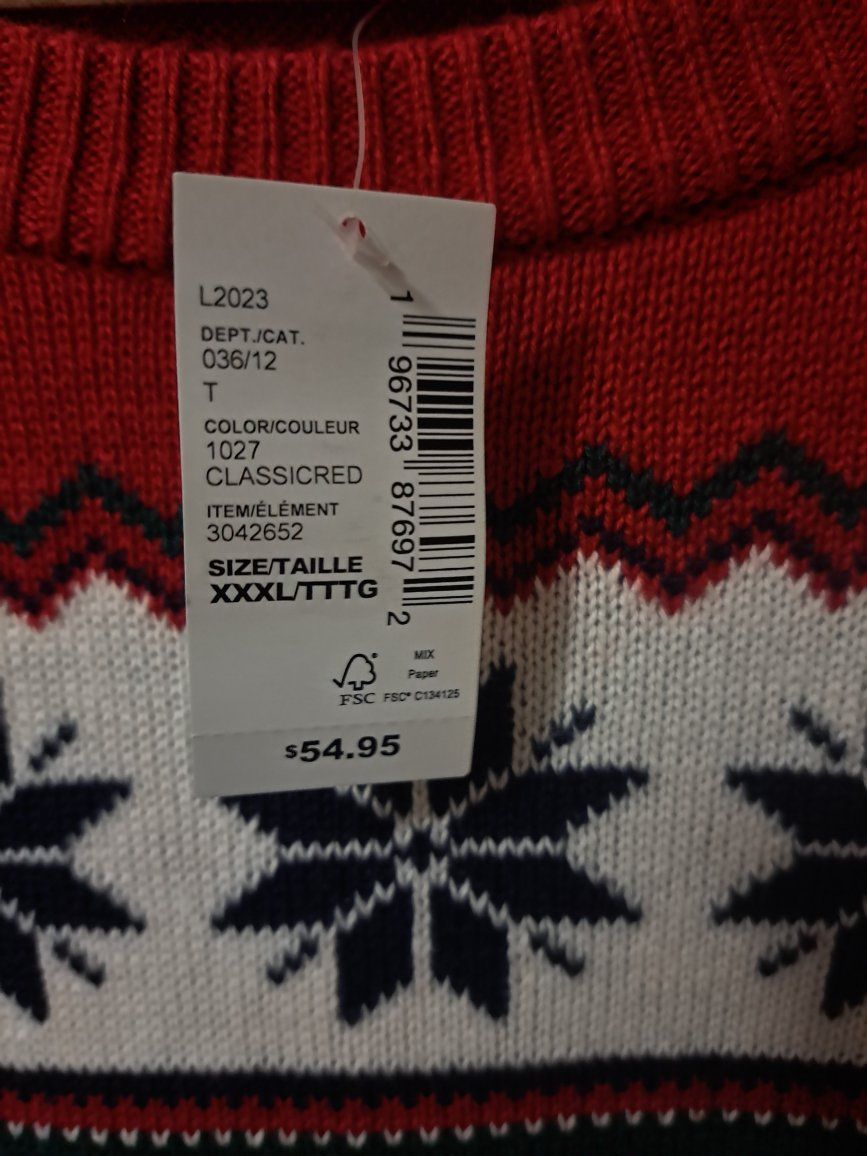 L2023
DEPT./CAT.
036/12
T
COLOR/COULEUR
1027
CLASSICRED
ITEM/ÉLÉMENT
3042652
SIZE/TAILLE
XXXL/TTTG
1 96733 87697 2
FSC
MIX
Paper
FSC® C134125
$54.95